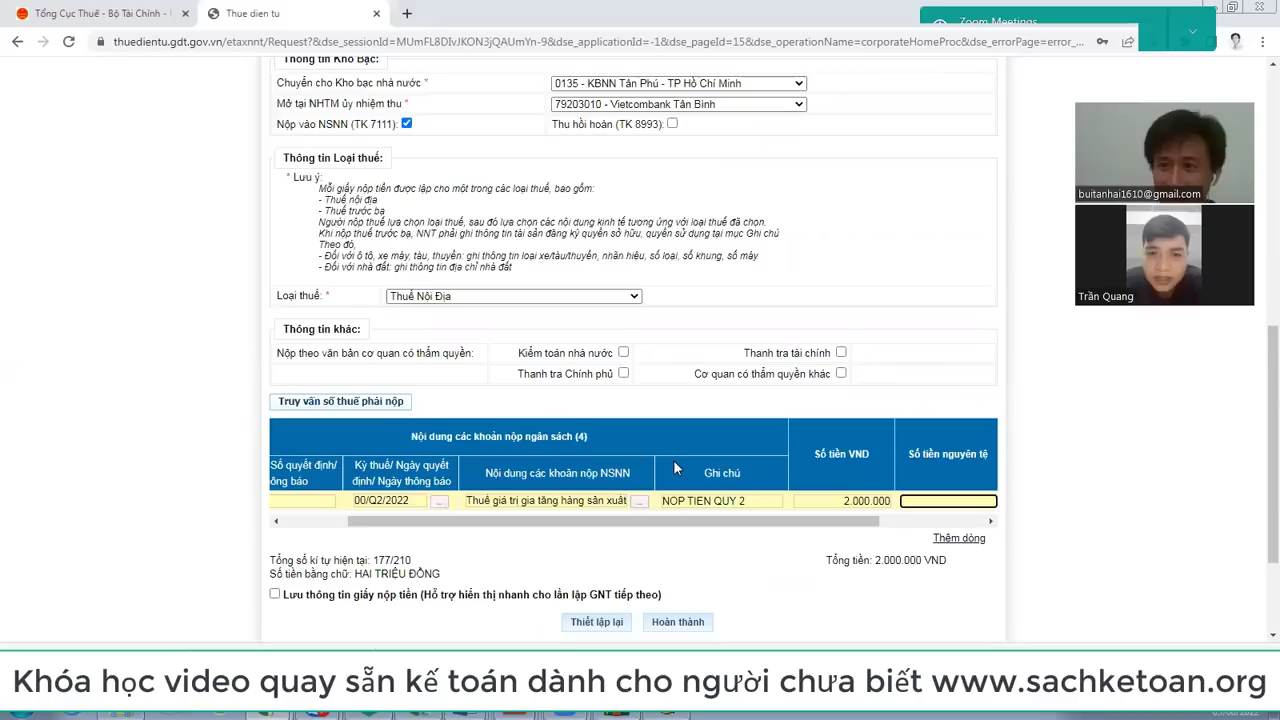 Tổng Cục Thuế - Bộ Tài Chính -
Thue dien tu
Zoom Meetings
thuedientu.gdt.gov.vn/etaxnnt/Request?&dse_sessionId=
&dse_applicationId=-1&dse_pageId=15&dse_operationName=corporateHomeProc&dse_errorPage=error_...
Thông tin Kho bạc:
Chuyển cho Kho bạc nhà nước *
0135 - KBNN Tân Phú - TP Hồ Chí Minh
Mở tại NHTM ủy nhiệm thu *
79203010 - Vietcombank Tân Bình
Nộp vào NSNN (TK 7111):
Thu hồi hoàn (TK 8993):
Thông tin Loại thuế:
* Lưu ý:
Mỗi giấy nộp tiền được lập cho một trong các loại thuế, bao gồm:
- Thuế nội địa
- Thuế trước bạ
Người nộp thuế lựa chọn loại thuế, sau đó lựa chọn các nội dung kinh tế tương ứng với loại thuế đã chọn.
Khi nộp thuế trước bạ, NNT phải ghi thông tin tài sản đăng ký quyền sở hữu, quyền sử dụng tại mục Ghi chú
Theo đó,
- Đối với ô tô, xe máy, tàu, thuyền: ghi thông tin loại xe/tàu/thuyền, nhãn hiệu, số loại, số khung, số máy
- Đối với nhà đất: ghi thông tin địa chỉ nhà đất
Loại thuế: *
Thuế Nội Địa
Thông tin khác:
Nộp theo văn bản cơ quan có thẩm quyền:
Kiểm toán nhà nước
Thanh tra tài chính
Thanh tra Chính phủ
Cơ quan có thẩm quyền khác
Truy vấn số thuế phải nộp
Nội dung các khoản nộp ngân sách (4)
Số tiền VND
Số tiền nguyên tệ
Số quyết định/
ông báo
Kỳ thuế/ Ngày quyết
định/ Ngày thông báo
Nội dung các khoản nộp NSNN
Ghi chú
00/Q2/2022
...
Thuế giá trị gia tăng hàng sản xuất
...
NOP TIEN QUY 2
2.000.000
Thêm dòng
Tổng số kí tự hiện tại: 177/210
Tổng tiền: 2.000.000 VND
Số tiền bằng chữ: HAI TRIỆU ĐỒNG
Lưu thông tin giấy nộp tiền (Hỗ trợ hiển thị nhanh cho lần lập GNT tiếp theo)
Thiết lập lại
Hoàn thành
buitanhai1610@gmail.com
Trần Quang
Khóa học video quay sẵn kế toán dành cho người chưa biết www.sachketoan.org